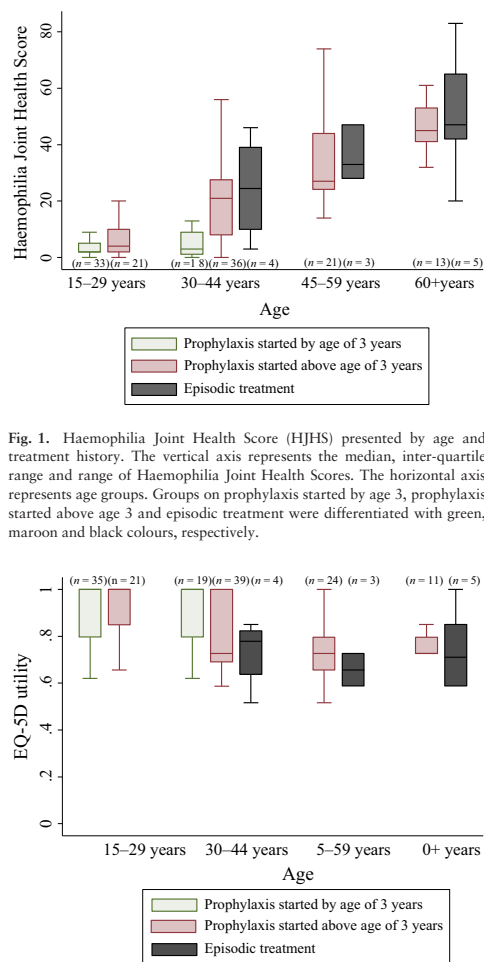 Haemophilia Joint Health Score
80
60
40
20
0
(n = 33)(n = 21) (n =1 8) (n = 36)(n = 4) (n = 21) (n = 3) (n = 13)(n = 5)
15–29 years 30–44 years 45–59 years 60+years
Age
Prophylaxis started by age of 3 years
Prophylaxis started above age of 3 years
Episodic treatment
Fig. 1. Haemophilia Joint Health Score (HJHS) presented by age and
treatment history. The vertical axis represents the median, inter-quartile
range and range of Haemophilia Joint Health Scores. The horizontal axis
represents age groups. Groups on prophylaxis started by age 3, prophylaxis
started above age 3 and episodic treatment were differentiated with green,
maroon and black colours, respectively.
(n = 35)(n = 21) (n = 19)(n = 39)(n = 4) (n = 24) (n = 3) (n = 11) (n = 5)
EQ-5D utility
1
.8
.6
.4
.2
0
15–29 years 30–44 years 5–59 years 0+ years
Age
Prophylaxis started by age of 3 years
Prophylaxis started above age of 3 years
Episodic treatment